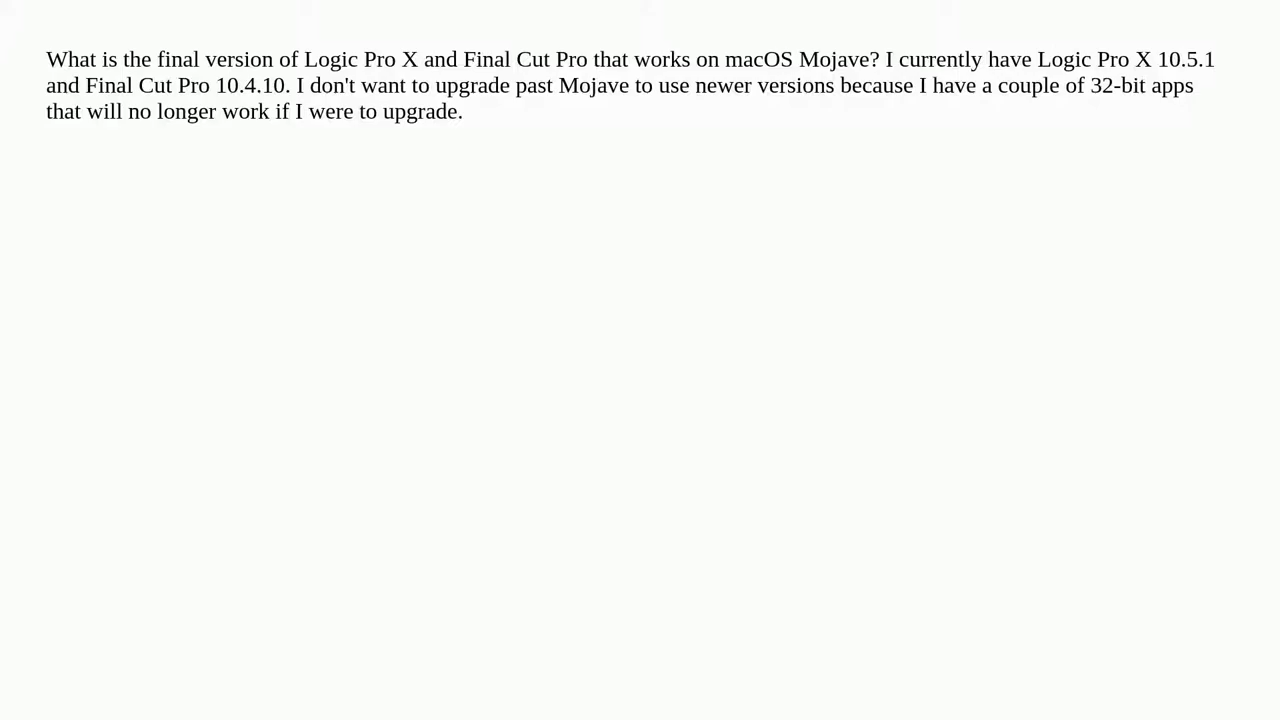 What is the final version of Logic Pro X and Final Cut Pro that works on macOS Mojave? I currently have Logic Pro X 10.5.1
and Final Cut Pro 10.4.10. I don't want to upgrade past Mojave to use newer versions because I have a couple of 32-bit apps
that will no longer work if I were to upgrade.